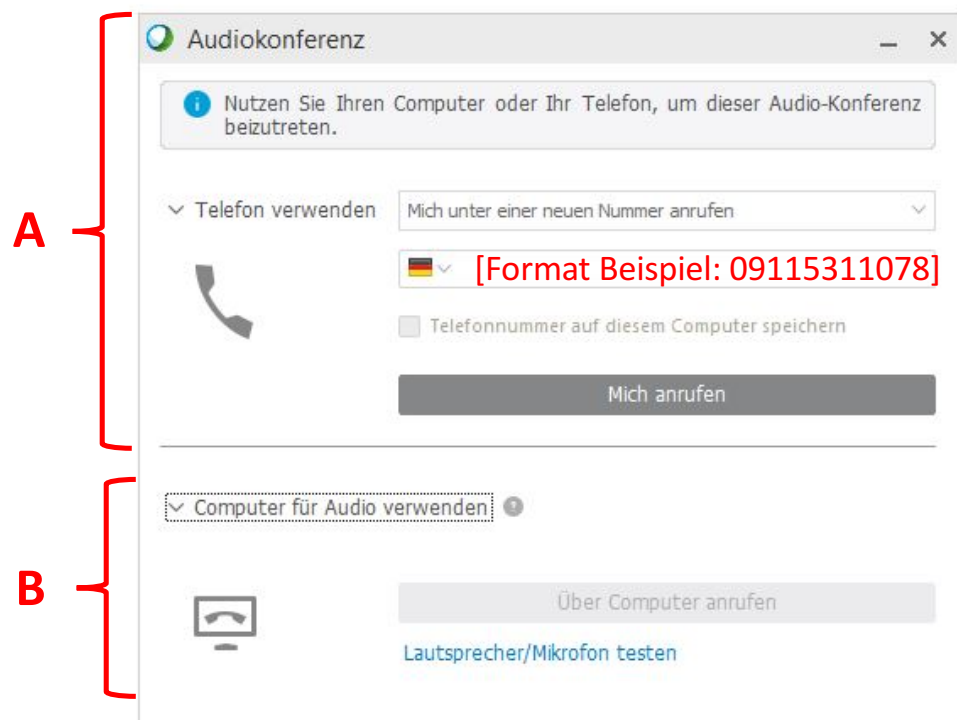 Audiokonferenz
Nutzen Sie Ihren Computer oder Ihr Telefon, um dieser Audio-Konferenz
beizutreten.
A
Telefon verwenden
Mich unter einer neuen Nummer anrufen
[Format Beispiel: 09115311078]
Telefonnummer auf diesem Computer speichern
Mich anrufen
Computer für Audio verwenden
B
Über Computer anrufen
Lautsprecher/Mikrofon testen